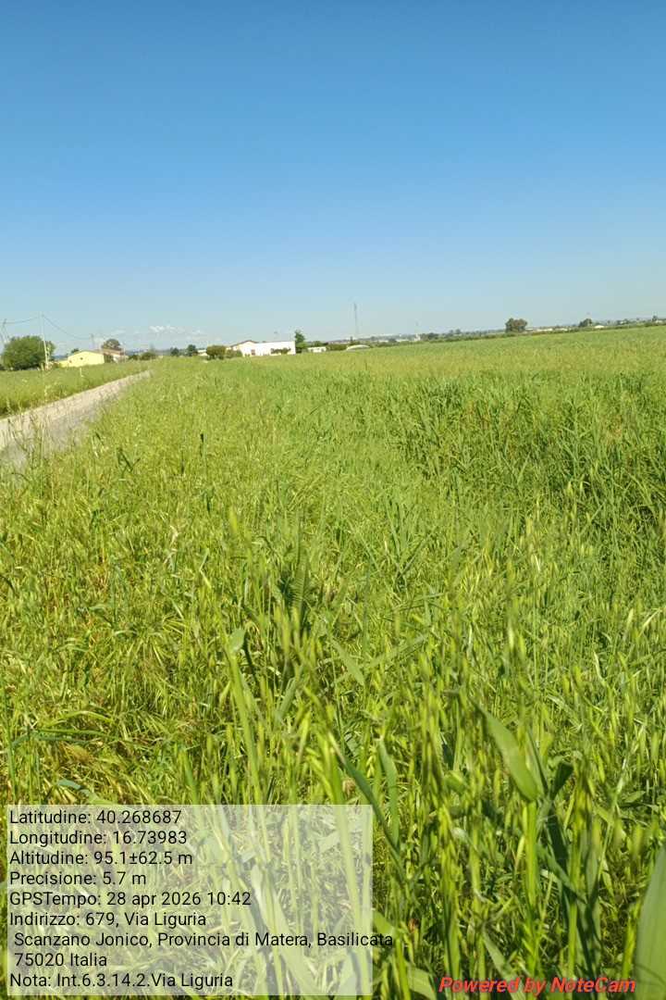 Latitudine: 40.268687
Longitudine: 16.73983
Altitudine: 95.1±62.5 m
Precisione: 5.7 m
GPSTempo: 28 apr 2026 10:42
Indirizzo: 679, Via Liguria
Scanzano Jonico, Provincia di Matera, Basilicata
75020 Italia
Nota: Int.6.3.14.2.Via Liguria
Powered by NoteCam